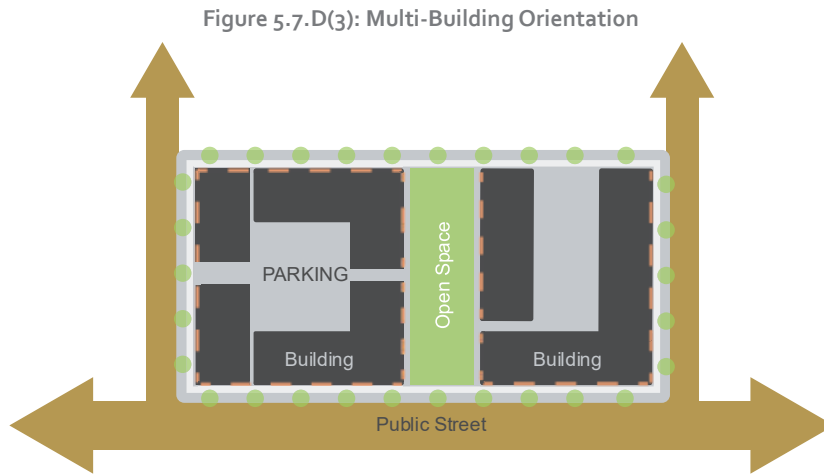 Figure 5.7.D(3): Multi-Building Orientation
PARKING
Open Space
Building
Building
Public Street